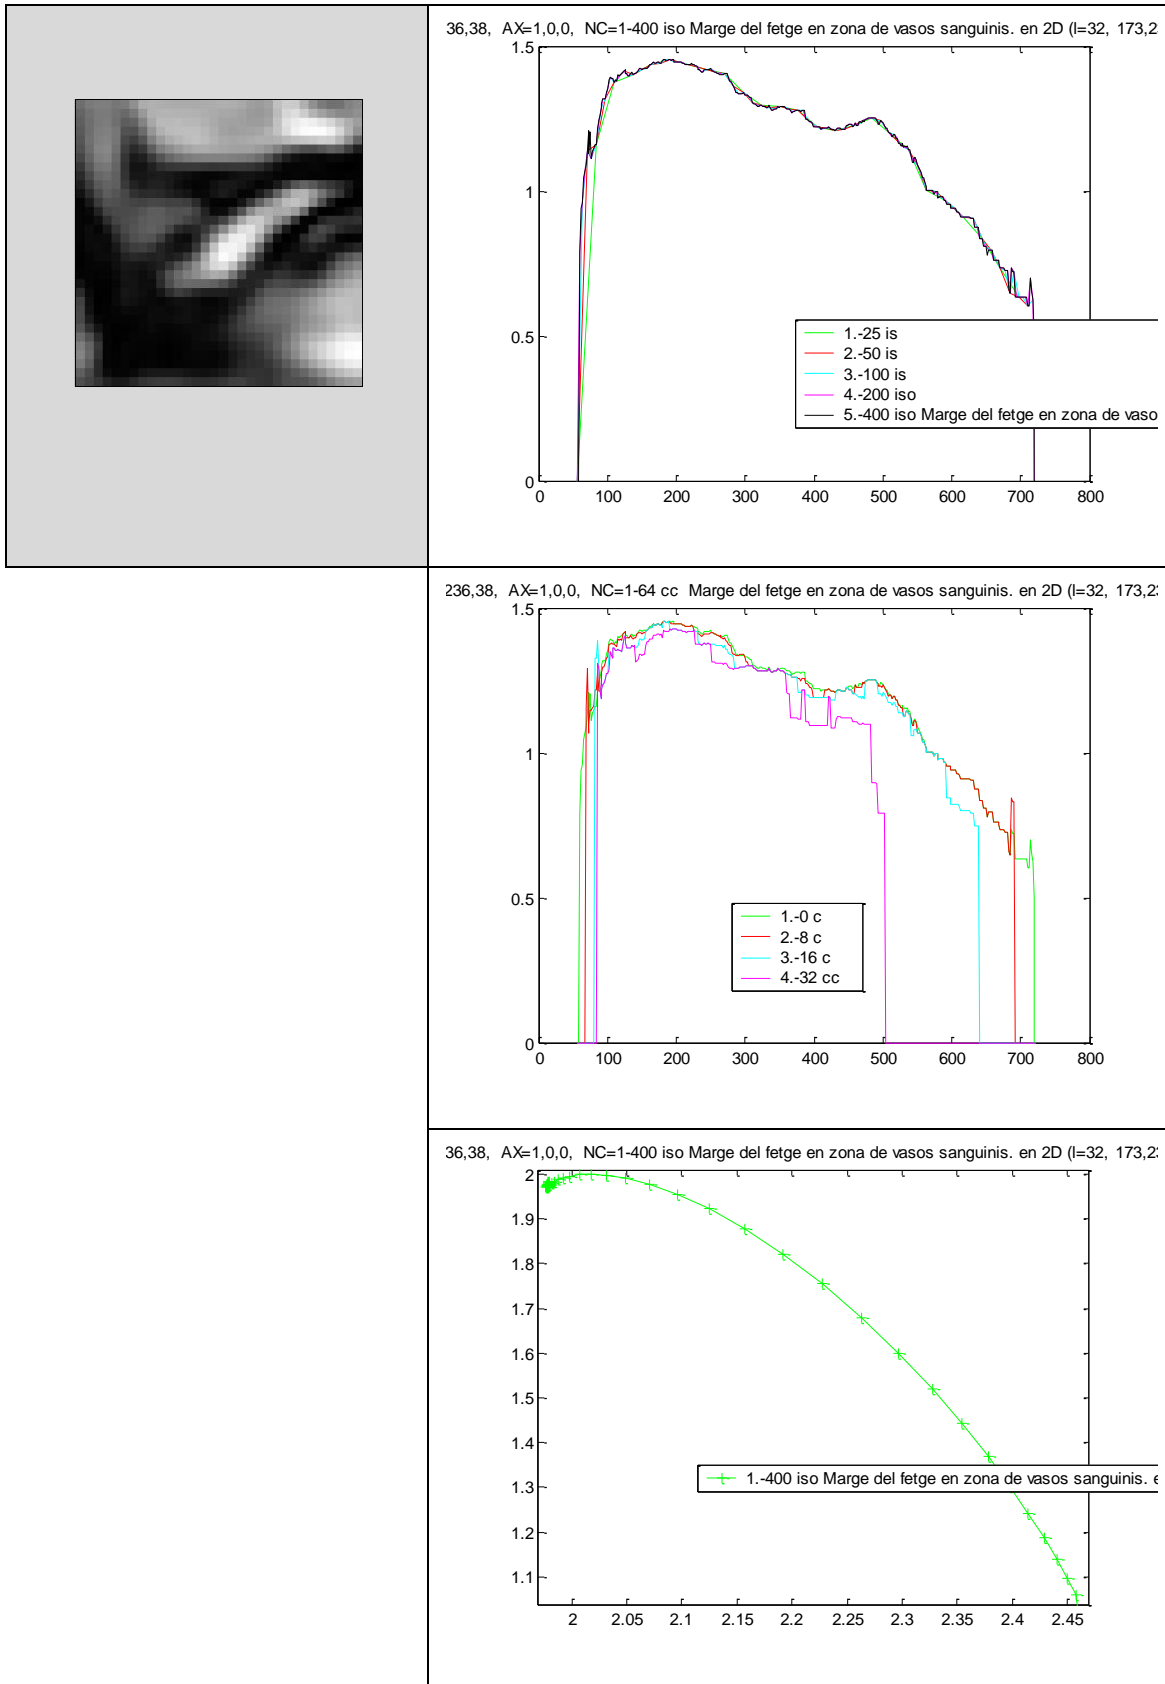 36,38, AX=1,0,0, NC=1-400 iso Marge del fetge en zona de vasos sanguinis. en 2D (l=32, 173,23
1.5
1
0.5
0
1.-25 is
2.-50 is
3.-100 is
4.-200 iso
5.-400 iso Marge del fetge en zona de vaso
0 100 200 300 400 500 600 700 800
236,38, AX=1,0,0, NC=1-64 cc Marge del fetge en zona de vasos sanguinis. en 2D (l=32, 173,23
1.5
1
0.5
0
1.-0 c
2.-8 c
3.-16 c
4.-32 cc
0 100 200 300 400 500 600 700 800
36,38, AX=1,0,0, NC=1-400 iso Marge del fetge en zona de vasos sanguinis. en 2D (l=32, 173,23
2
1.9
1.8
1.7
1.6
1.5
1.4
1.3
1.2
1.1
1.-400 iso Marge del fetge en zona de vasos sanguinis. e
2 2.05 2.1 2.15 2.2 2.25 2.3 2.35 2.4 2.45